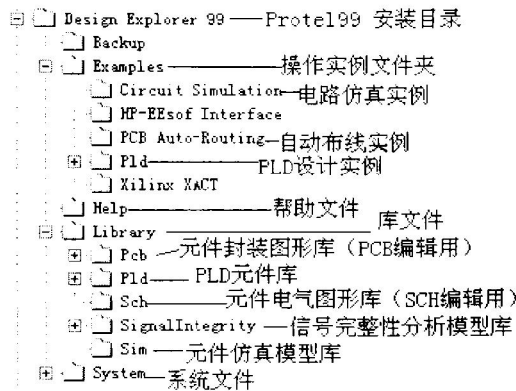 Design Explorer 99 ——Protel99 安装目录
Backup
Examples——操作实例文件夹
Circuit Simulation—电路仿真实例
HP-EEsof Interface
PCB Auto-Routing—自动布线实例
Pld——PLD设计实例
Xilinx XACT
Help——帮助文件
Library ——库文件
Pcb —元件封装图形库（PCB编辑用）
Pld—— PLD元件库
Sch——元件电气图形库（SCH编辑用）
SignalIntegrity —信号完整性分析模型库
Sim ——元件仿真模型库
System—系统文件